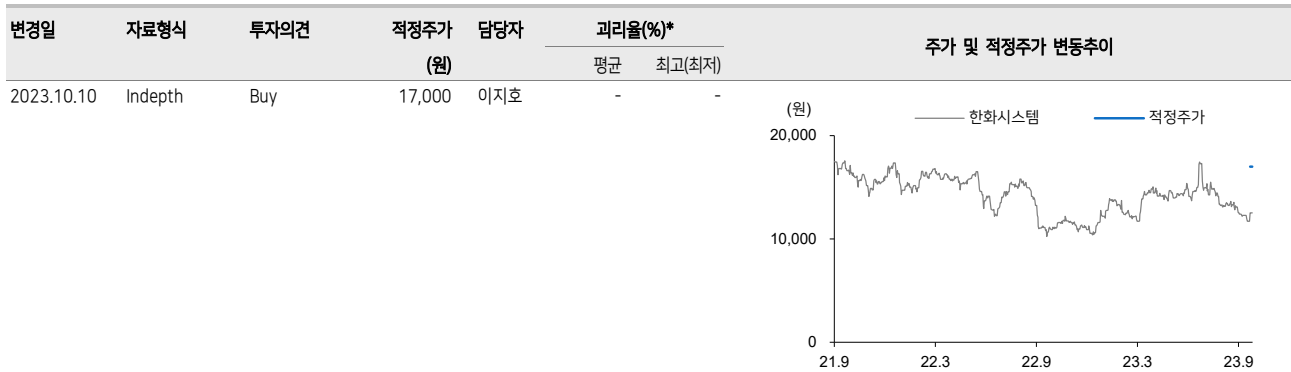 변경일 자료형식 투자의견 적정주가 담당자 괴리율(%)* 주가 및 적정주가 변동추이
(원) 평균 최고(최저)
2023.10.10 Indepth Buy 17,000 이지호 - -
(원)
한화시스템 적정주가
20,000
10,000
0
21.9 22.3 22.9 23.3 23.9